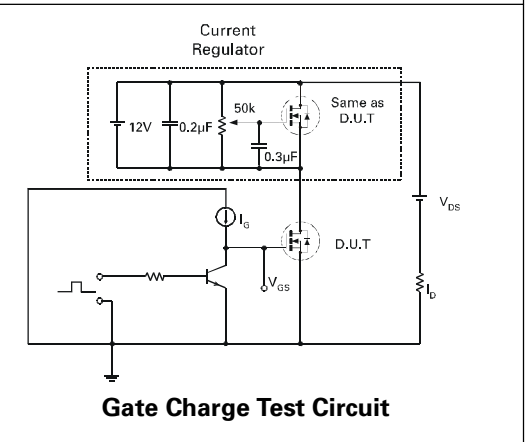 Current
Regulator
12V
0.2µF
50k
0.3µF
Same as
D.U.T
I_G
V_GS
D.U.T
V_DS
I_D
Gate Charge Test Circuit